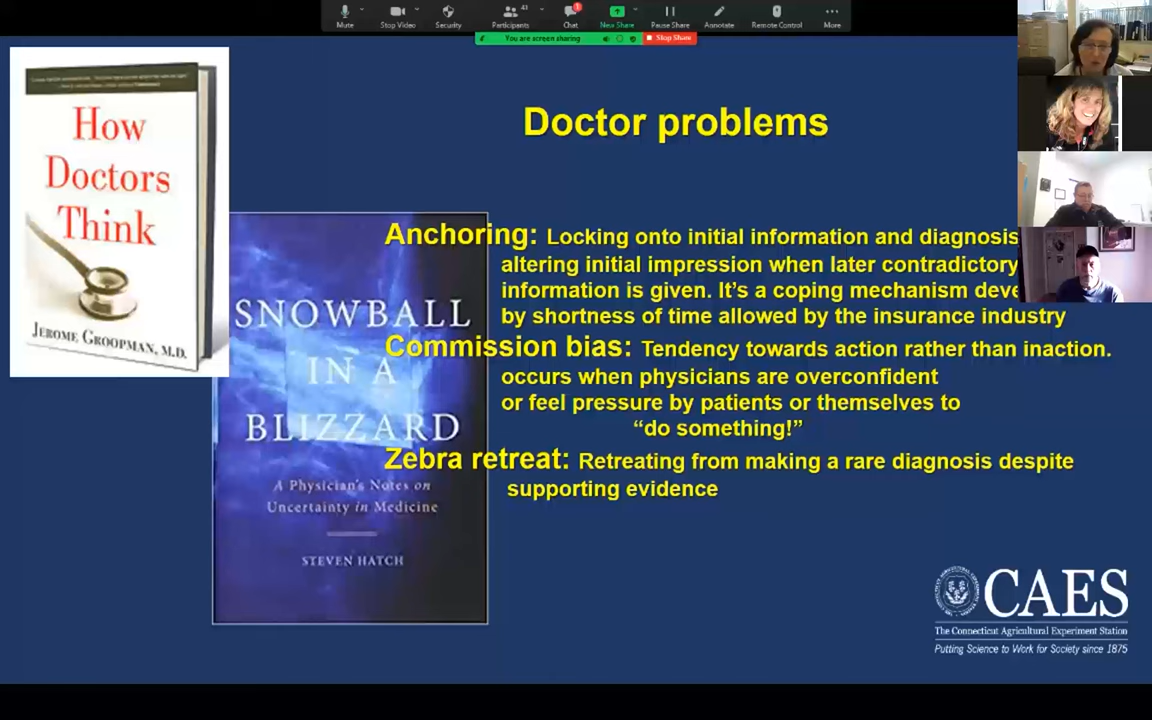 Mute
Stop Video
Security
Participants
41
Chat
1
New Share
Pause Share
Annotate
Remote Control
More
You are screen sharing
Stop Share
How
Doctors
Think
JEROME GROOPMAN, M.D.
SNOWBALL
IN A
BLIZZARD
A Physician's Notes on
Uncertainty in Medicine
STEVEN HATCH
Doctor problems
Anchoring: Locking onto initial information and diagnosis
altering initial impression when later contradictory
information is given. It's a coping mechanism deve
by shortness of time allowed by the insurance industry
Commission bias: Tendency towards action rather than inaction.
occurs when physicians are overconfident
or feel pressure by patients or themselves to
“do something!”
Zebra retreat: Retreating from making a rare diagnosis despite
supporting evidence
CAES
The Connecticut Agricultural Experiment Station
Putting Science to Work for Society since 1875